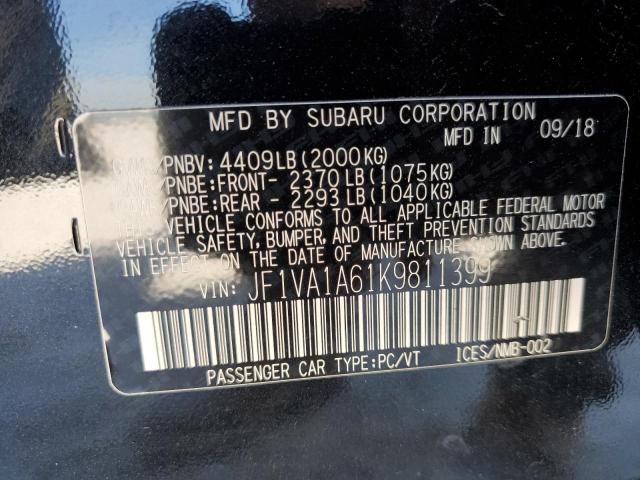 MFD BY SUBARU CORPORATION
MFD IN 09/18
/PNBV: 4409LB(2000KG)
/PNBE:FRONT- 2370LB(1075KG)
/PNBE:REAR - 2293LB(1040KG)
THIS VEHICLE CONFORMS TO ALL APPLICABLE FEDERAL MOTOR
VEHICLE SAFETY, BUMPER, AND THEFT PREVENTION STANDARDS
IN EFFECT ON THE DATE OF MANUFACTURE SHOWN ABOVE.
VIN: JF1VA1A61K9811399
PASSENGER CAR TYPE:PC/VT ICES/NMB-002